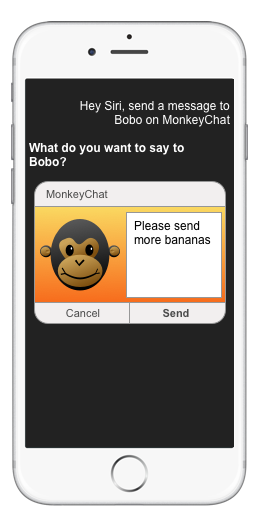 Hey Siri, send a message to
Bobo on MonkeyChat
What do you want to say to
Bobo?
MonkeyChat
Please send
more bananas
Cancel
Send